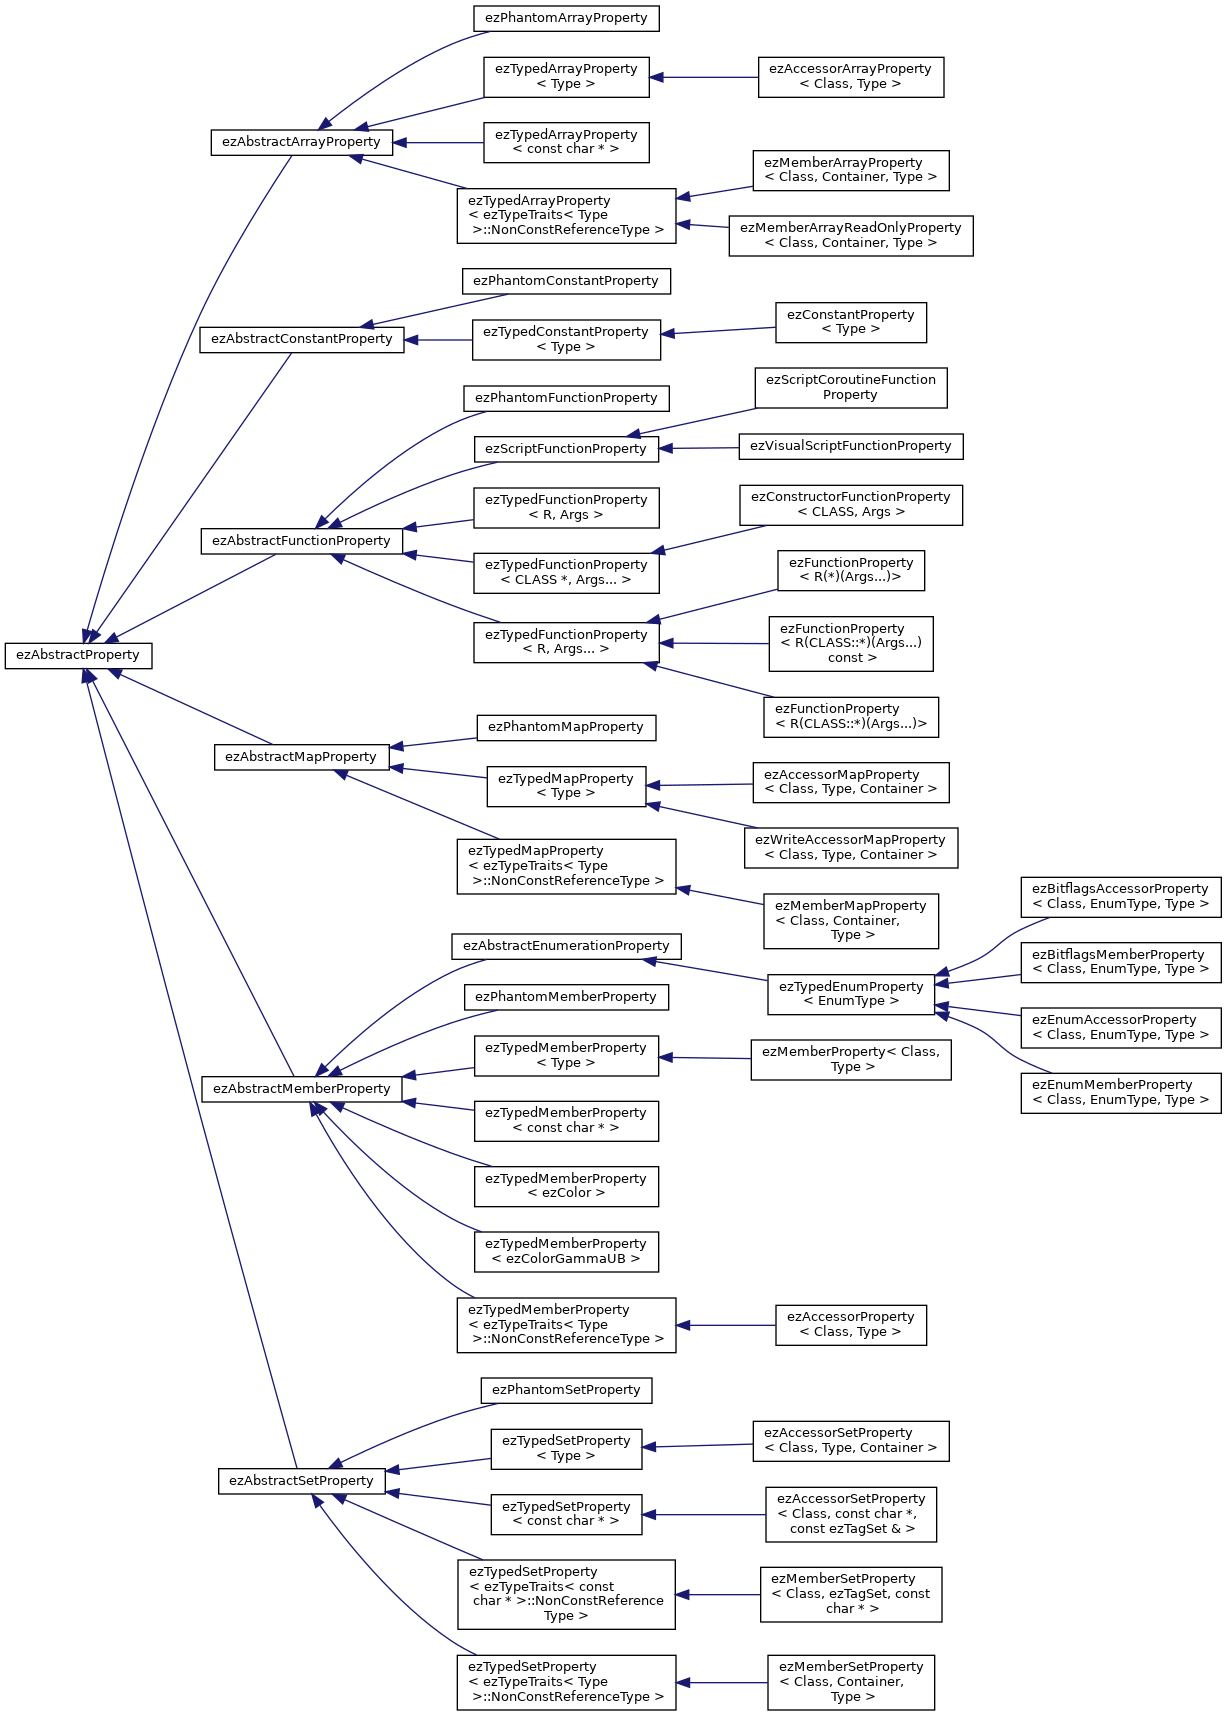 ezPhantomArrayProperty
ezTypedArrayProperty
< Type >
ezAccessorArrayProperty
< Class, Type >
ezAbstractArrayProperty
ezTypedArrayProperty
< const char * >
ezMemberArrayProperty
< Class, Container, Type >
ezTypedArrayProperty
< ezTypeTraits< Type
>::NonConstReferenceType >
ezMemberArrayReadOnlyProperty
< Class, Container, Type >
ezPhantomConstantProperty
ezAbstractConstantProperty
ezTypedConstantProperty
< Type >
ezConstantProperty
< Type >
ezPhantomFunctionProperty
ezScriptCoroutineFunction
Property
ezScriptFunctionProperty
ezVisualScriptFunctionProperty
ezTypedFunctionProperty
< R, Args >
ezConstructorFunctionProperty
< CLASS, Args >
ezAbstractFunctionProperty
ezTypedFunctionProperty
< CLASS *, Args... >
ezFunctionProperty
< R(*)(Args...)>
ezTypedFunctionProperty
< R, Args... >
ezFunctionProperty
< R(CLASS::*)(Args...)
const >
ezAbstractProperty
ezFunctionProperty
< R(CLASS::*)(Args...)>
ezPhantomMapProperty
ezAbstractMapProperty
ezTypedMapProperty
< Type >
ezAccessorMapProperty
< Class, Type, Container >
ezWriteAccessorMapProperty
< Class, Type, Container >
ezTypedMapProperty
< ezTypeTraits< Type
>::NonConstReferenceType >
ezMemberMapProperty
< Class, Container,
Type >
ezBitflagsAccessorProperty
< Class, EnumType, Type >
ezAbstractEnumerationProperty
ezBitflagsMemberProperty
< Class, EnumType, Type >
ezTypedEnumProperty
< EnumType >
ezPhantomMemberProperty
ezEnumAccessorProperty
< Class, EnumType, Type >
ezTypedMemberProperty
< Type >
ezMemberProperty< Class,
Type >
ezEnumMemberProperty
< Class, EnumType, Type >
ezAbstractMemberProperty
ezTypedMemberProperty
< const char * >
ezTypedMemberProperty
< ezColor >
ezTypedMemberProperty
< ezColorGammaUB >
ezTypedMemberProperty
< ezTypeTraits< Type
>::NonConstReferenceType >
ezAccessorProperty
< Class, Type >
ezPhantomSetProperty
ezTypedSetProperty
< Type >
ezAccessorSetProperty
< Class, Type, Container >
ezAbstractSetProperty
ezTypedSetProperty
< const char * >
ezAccessorSetProperty
< Class, const char *,
const ezTagSet & >
ezTypedSetProperty
< ezTypeTraits< const
char * >::NonConstReference
Type >
ezMemberSetProperty
< Class, ezTagSet, const
char * >
ezTypedSetProperty
< ezTypeTraits< Type
>::NonConstReferenceType >
ezMemberSetProperty
< Class, Container,
Type >